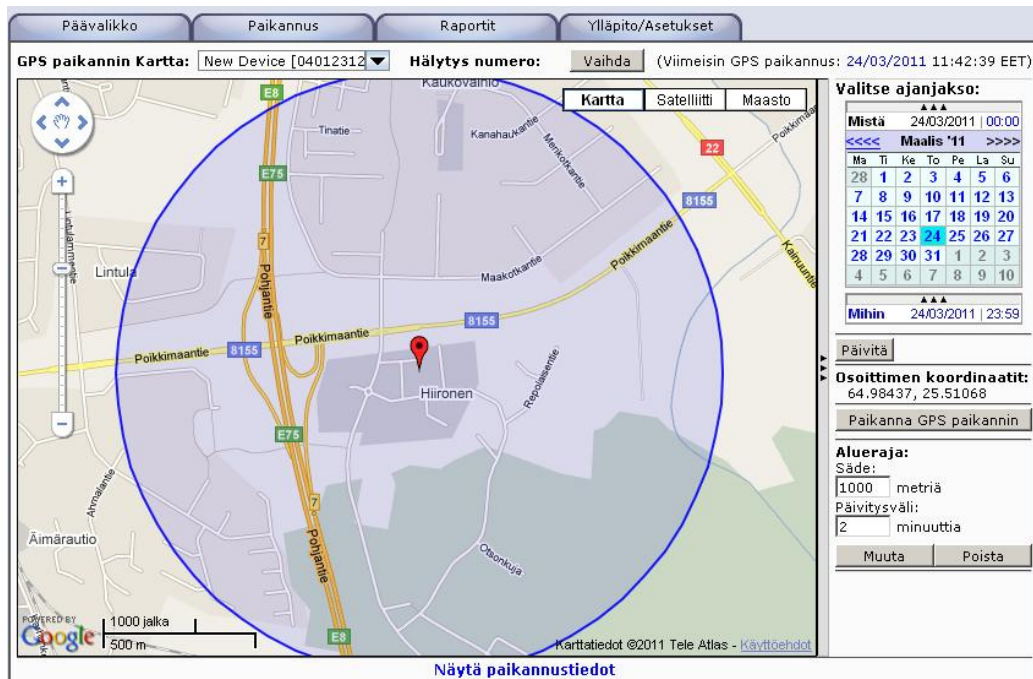 Päävalikko Paikannus Raportit Ylläpito/Asetukset
GPS paikannin Kartta: New Device [04012312 Hälytys numero: Vaihda (Viimeisin GPS paikannus: 24/03/2011 11:42:39 EET)
Kartta Satelliitti Maasto
Kaukovainio
E8
Tinatie
Kanahaukantie
Merikotkantie
Poikkimaantie
22
E75
8155
Lintulammentie
7
Pohjantie
Lintula
Maakotkantie
Poikkimaantie
Kainuuntie
8155
Poikkimaantie
Poikkimaantie
8155
Hiironen
Repolaisentie
E75
Ahmalantie
7
Pohjantie
Äimärautio
Otsonkuja
E8
POWERED BY
Google
1000 jalka
500 m
Karttatiedot ©2011 Tele Atlas - Käyttöehdot
Näytä paikannustiedot
Valitse ajanjakso:
Mistä 24/03/2011 | 00:00
<<<< Maalis '11 >>>>
Ma Ti Ke To Pe La Su
28 1 2 3 4 5 6
7 8 9 10 11 12 13
14 15 16 17 18 19 20
21 22 23 24 25 26 27
28 29 30 31 1 2 3
4 5 6 7 8 9 10
Mihin 24/03/2011 | 23:59
Päivitä
Osoittimen koordinaatit:
64.98437, 25.51068
Paikanna GPS paikannin
Alueraja:
Säde:
1000 metriä
Päivitysväli:
2 minuuttia
Muuta Poista